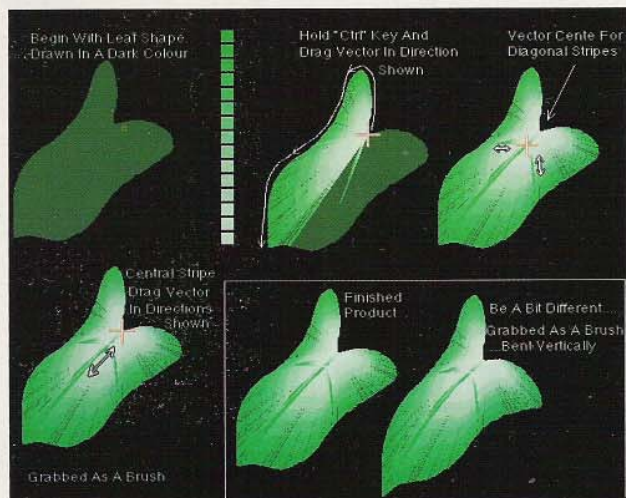 Begin With Leaf Shape
Drawn In A Dark Colour
Hold "Ctrl" Key And
Drag Vector In Direction
Shown
Vector Cente For
Diagonal Stripes
Central Stripe
Drag Vector
In Directions
Shown
Grabbed As A Brush
Finished
Product
Be A Bit Different....
Grabbed As A Brush
Bent Vertically